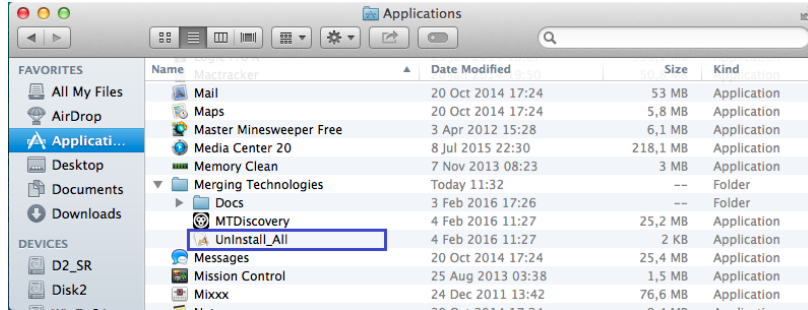 Applications
FAVORITES
All My Files
AirDrop
Applicati...
Desktop
Documents
Downloads
DEVICES
D2_SR
Disk2
Name Date Modified Size Kind
Mactracker
Mail 20 Oct 2014 17:24 53 MB Application
Maps 20 Oct 2014 17:24 5,8 MB Application
Master Minesweeper Free 3 Apr 2012 15:28 6,1 MB Application
Media Center 20 8 Jul 2015 22:30 218,1 MB Application
Memory Clean 7 Nov 2013 08:23 3 MB Application
Merging Technologies Today 11:32 -- Folder
Docs 3 Feb 2016 17:26 -- Folder
MTDiscovery 4 Feb 2016 11:27 25,2 MB Application
UnInstall_All 4 Feb 2016 11:27 2 KB Application
Messages 20 Oct 2014 17:24 25,4 MB Application
Mission Control 25 Aug 2013 03:38 1,5 MB Application
Mixxx 24 Dec 2011 13:42 76,6 MB Application